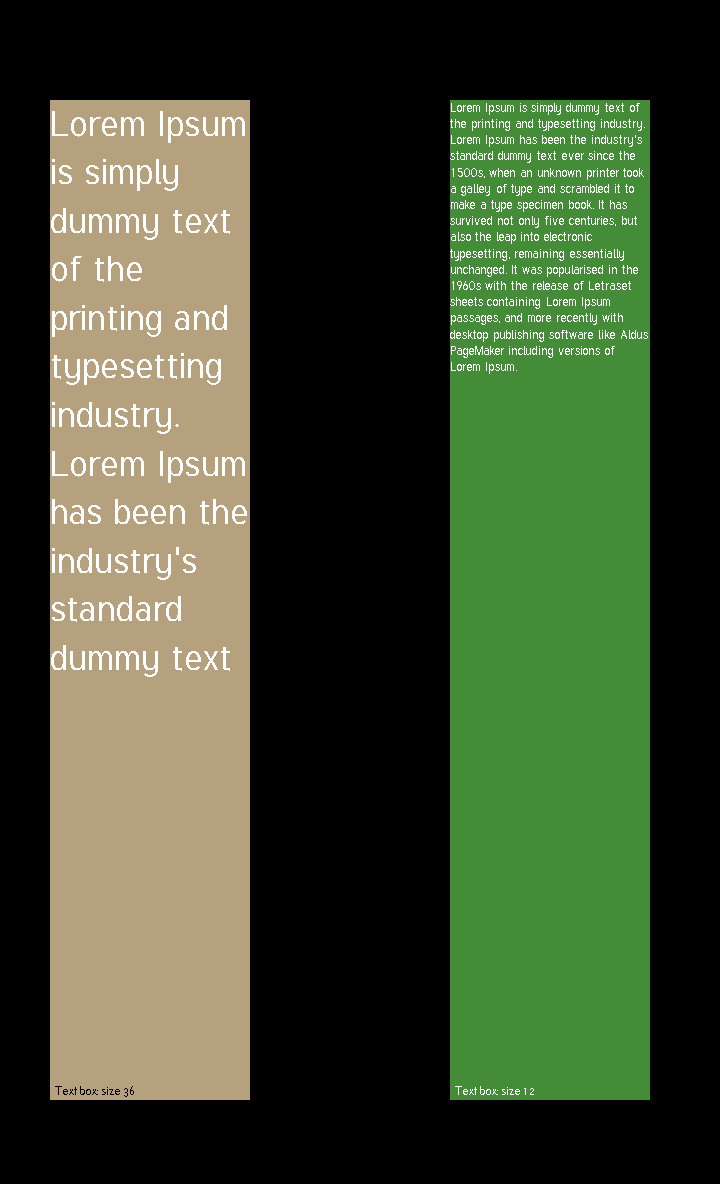 Lorem Ipsum
is simply
dummy text
of the
printing and
typesetting
industry.
Lorem Ipsum
has been the
industry's
standard
dummy text
Text box: size 36
Lorem Ipsum is simply dummy text of
the printing and typesetting industry.
Lorem Ipsum has been the industry's
standard dummy text ever since the
1500s, when an unknown printer took
a galley of type and scrambled it to
make a type specimen book. It has
survived not only five centuries, but
also the leap into electronic
typesetting, remaining essentially
unchanged. It was popularised in the
1960s with the release of Letraset
sheets containing Lorem Ipsum
passages, and more recently with
desktop publishing software like Aldus
PageMaker including versions of
Lorem Ipsum.
Text box: size 12